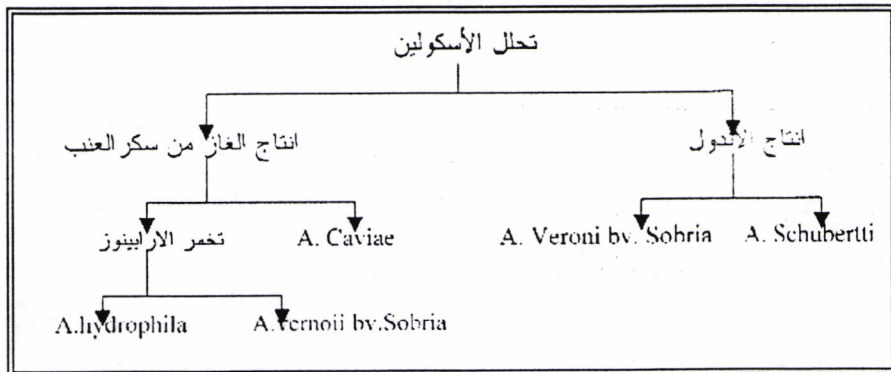 تحلل الأسكولين
انتاج الغاز من سكر العنب
انتاج الاندول
تخمر الارابينوز
A. Caviae
A. Veroni bv. Sobria
A. Schubertti
A.hydrophila
A.vernoii bv.Sobria